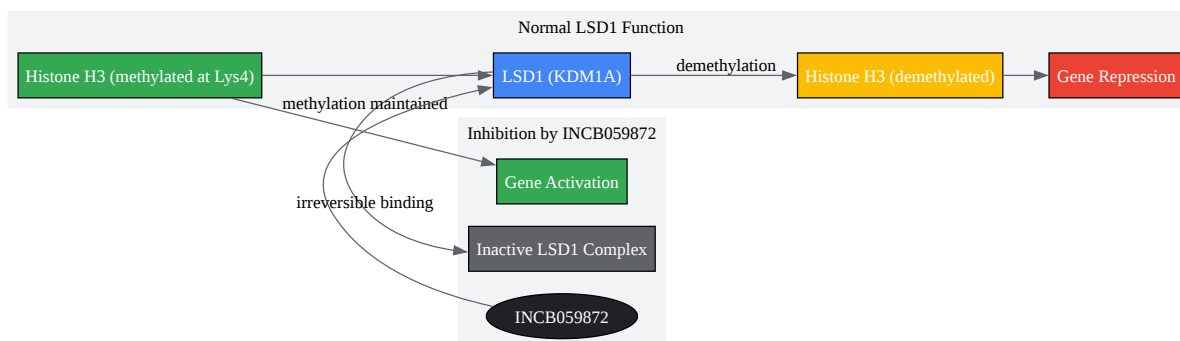 Normal LSD1 Function
Histone H3 (methylated at Lys4)
LSD1 (KDM1A)
demethylation
Histone H3 (demethylated)
Gene Repression
methylation maintained
Inhibition by INCB059872
Gene Activation
irreversible binding
Inactive LSD1 Complex
INCB059872